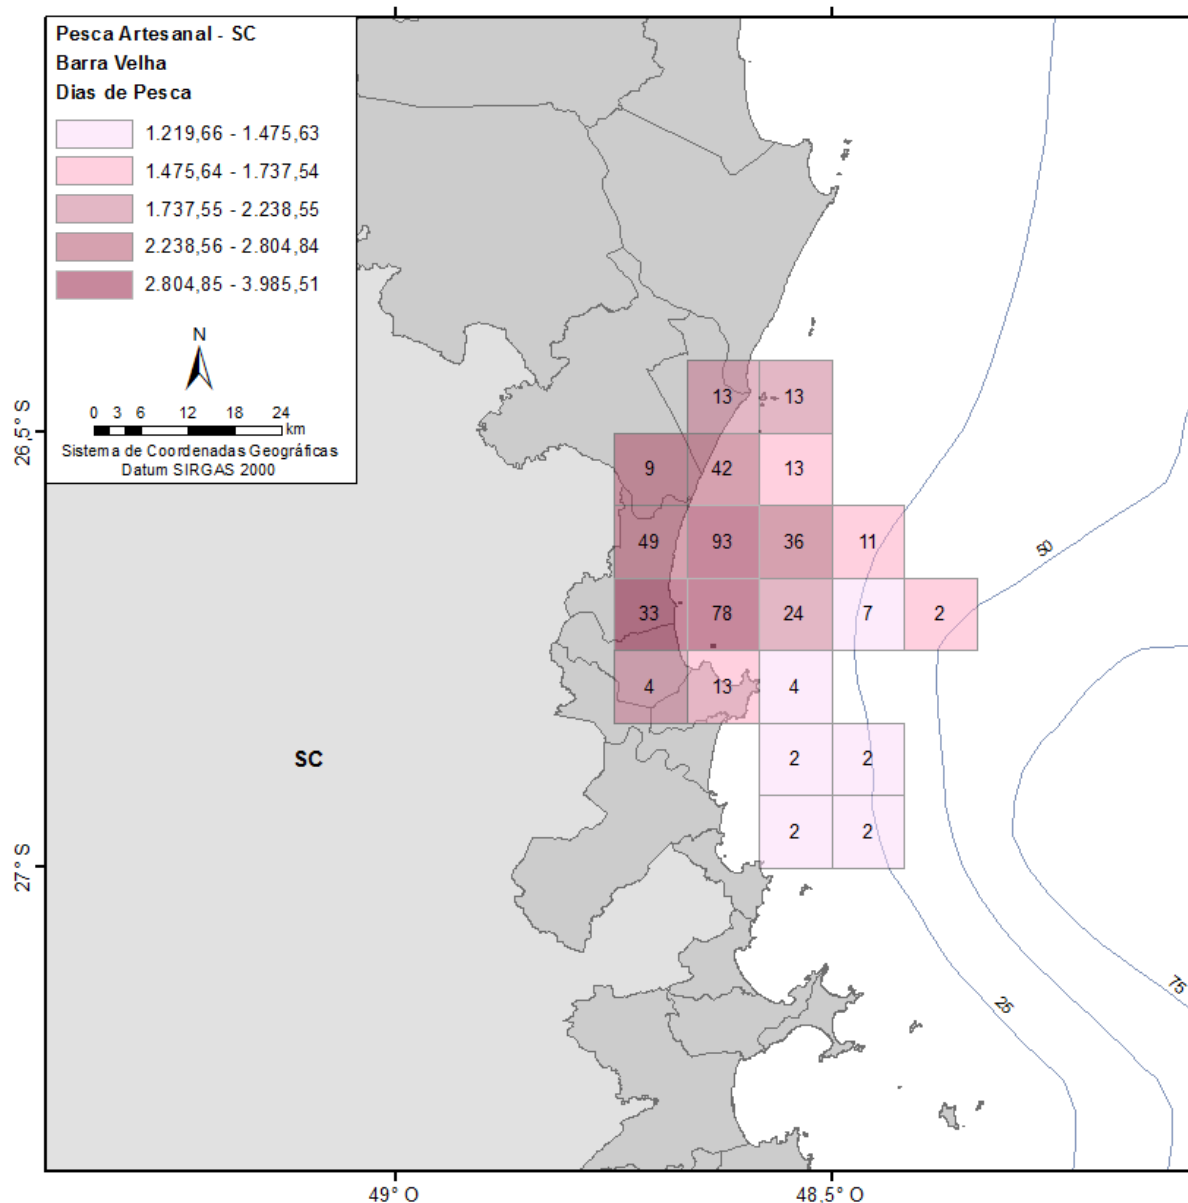 Pesca Artesanal - SC
Barra Velha
Dias de Pesca
1.219,66 - 1.475,63
1.475,64 - 1.737,54
1.737,55 - 2.238,55
2.238,56 - 2.804,84
2.804,85 - 3.985,51
N
0 3 6 12 18 24 km
Sistema de Coordenadas Geográficas
Datum SIRGAS 2000
26,5° S
13 13
9 42 13
49 93 36 11
50
33 78 24 7 2
4 13 4
SC
2 2
2 2
27° S
75
25
49° O
48,5° O